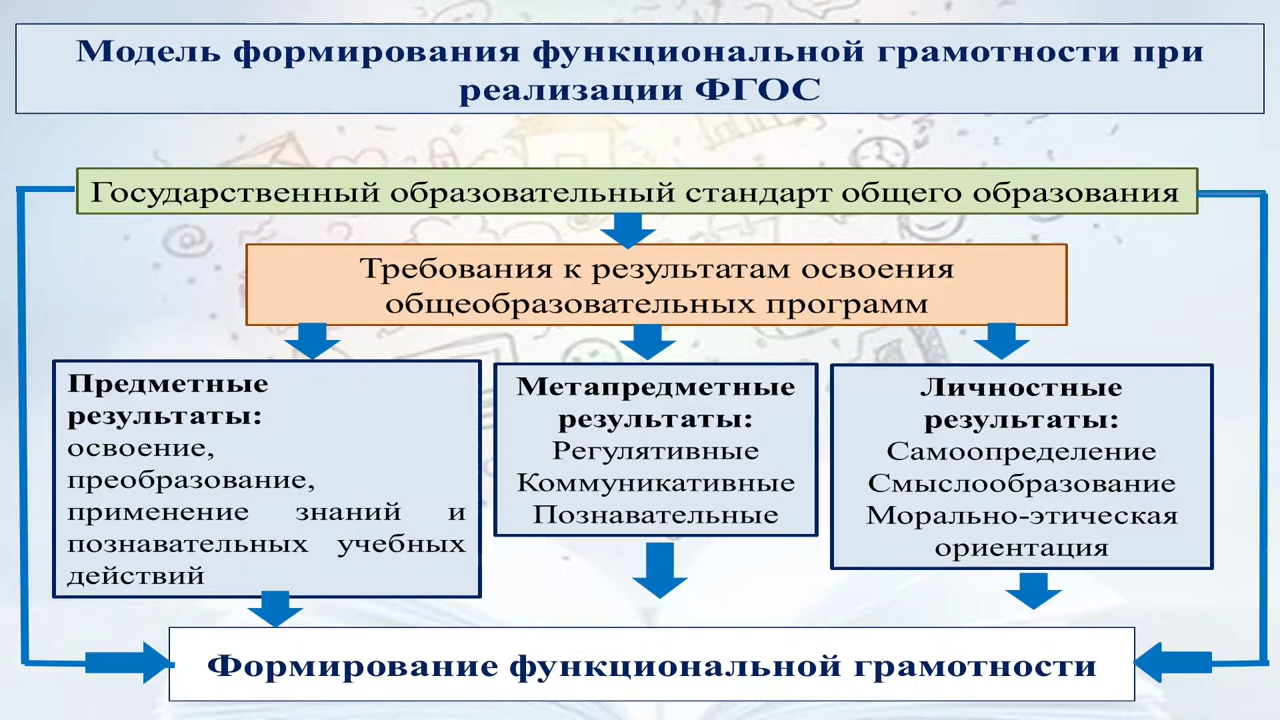 Модель формирования функциональной грамотности при
реализации ФГОС
Государственный образовательный стандарт общего образования
Требования к результатам освоения
общеобразовательных программ
Предметные
результаты:
освоение,
преобразование,
применение знаний и
познавательных учебных
действий
Метапредметные
результаты:
Регулятивные
Коммуникативные
Познавательные
Личностные
результаты:
Самоопределение
Смыслообразование
Морально-этическая
ориентация
Формирование функциональной грамотности